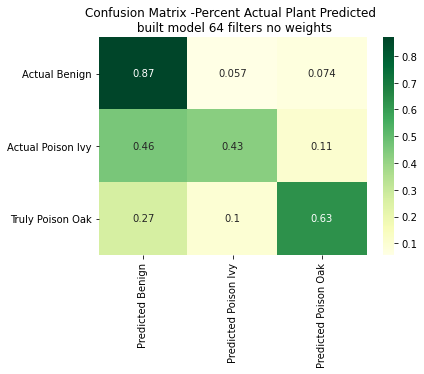 Confusion Matrix -Percent Actual Plant Predicted
built model 64 filters no weights
Actual Benign
0.87 0.057 0.074
Actual Poison Ivy
0.46 0.43 0.11
Truly Poison Oak
0.27 0.1 0.63
Predicted Benign
Predicted Poison Ivy
Predicted Poison Oak
0.8
0.7
0.6
0.5
0.4
0.3
0.2
0.1